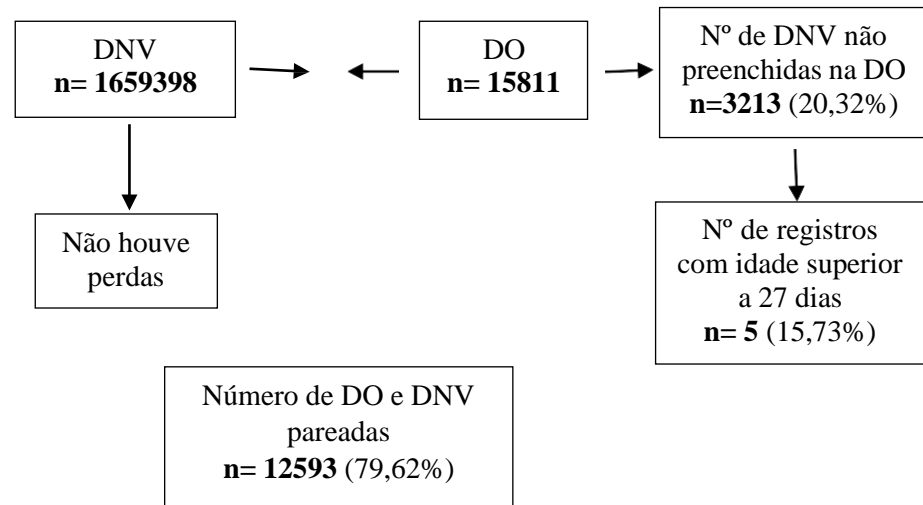 DNV
n= 1659398
DO
n= 15811
Nº de DNV não
preenchidas na DO
n=3213 (20,32%)
Não houve
perdas
Nº de registros
com idade superior
a 27 dias
n= 5 (15,73%)
Número de DO e DNV
pareadas
n= 12593 (79,62%)